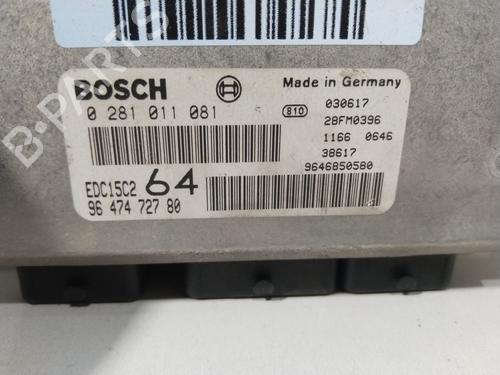 B-PARTS
BOSCH
Made in Germany
0 281 011 081
810
030617
28FM0396
1166 0646
38617
EDC15C2 64
9646850580
96 474 727 80